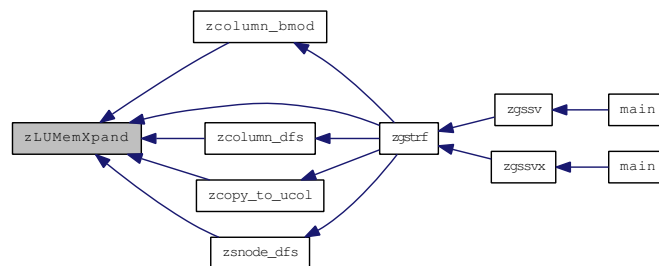 zcolumn_bmod
zLUMemXpand
zcolumn_dfs
zgstrf
zgssv
main
zgssvx
main
zcopy_to_ucol
zsnode_dfs